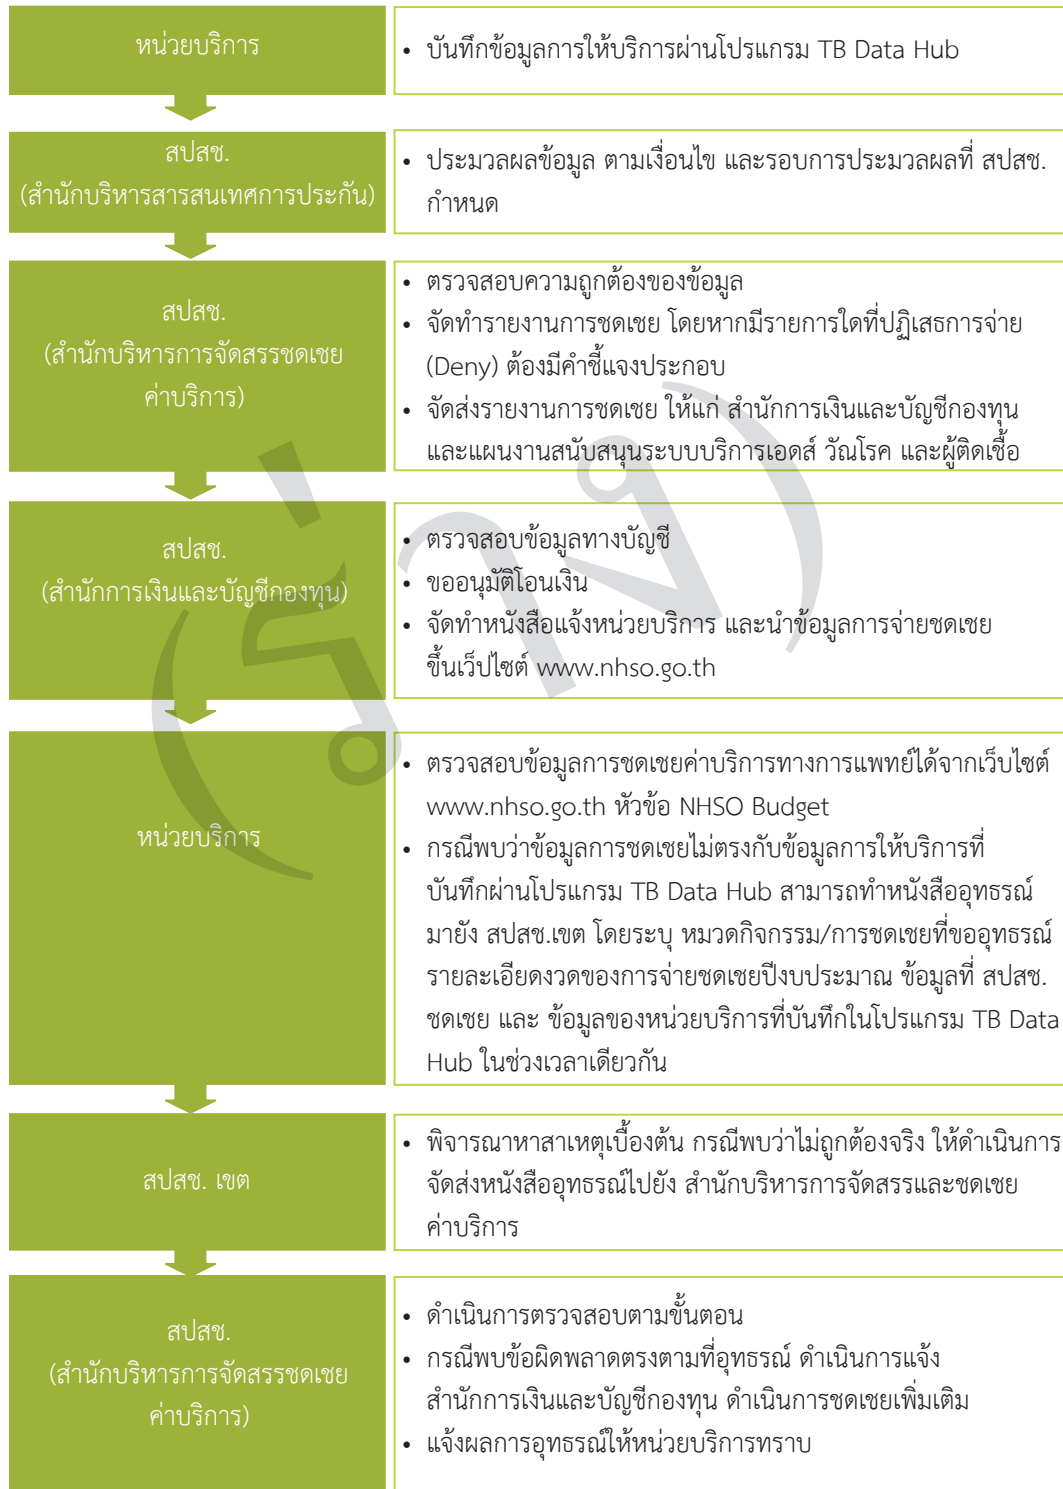 หน่วยบริการ
• บันทึกข้อมูลการให้บริการผ่านโปรแกรม TB Data Hub
สปสช.
(สำนักบริหารสารสนเทศการประกัน)
• ประมวลผลข้อมูล ตามเงื่อนไข และรอบการประมวลผลที่ สปสช.
กำหนด
สปสช.
(สำนักบริหารการจัดสรรชดเชย
ค่าบริการ)
• ตรวจสอบความถูกต้องของข้อมูล
• จัดทำรายงานการชดเชย โดยหากมีรายการใดที่ปฏิเสธการจ่าย
(Deny) ต้องมีคำชี้แจงประกอบ
• จัดส่งรายงานการชดเชย ให้แก่ สำนักการเงินและบัญชีกองทุน
และแผนงานสนับสนุนระบบบริการเอดส์ วัณโรค และผู้ติดเชื้อ
สปสช.
(สำนักการเงินและบัญชีกองทุน)
• ตรวจสอบข้อมูลทางบัญชี
• ขออนุมัติโอนเงิน
• จัดทำหนังสือแจ้งหน่วยบริการ และนำข้อมูลการจ่ายชดเชย
ขึ้นเว็ปไซต์ www.nhso.go.th
หน่วยบริการ
• ตรวจสอบข้อมูลการชดเชยค่าบริการทางการแพทย์ได้จากเว็บไซต์
www.nhso.go.th หัวข้อ NHSO Budget
• กรณีพบว่าข้อมูลการชดเชยไม่ตรงกับข้อมูลการให้บริการที่
บันทึกผ่านโปรแกรม TB Data Hub สามารถทำหนังสืออุทธรณ์
มายัง สปสช.เขต โดยระบุ หมวดกิจกรรม/การชดเชยที่ขออุทธรณ์
รายละเอียดงวดของการจ่ายชดเชยปีงบประมาณ ข้อมูลที่ สปสช.
ชดเชย และ ข้อมูลของหน่วยบริการที่บันทึกในโปรแกรม TB Data
Hub ในช่วงเวลาเดียวกัน
สปสช. เขต
• พิจารณาหาสาเหตุเบื้องต้น กรณีพบว่าไม่ถูกต้องจริง ให้ดำเนินการ
จัดส่งหนังสืออุทธรณ์ไปยัง สำนักบริหารการจัดสรรและชดเชย
ค่าบริการ
สปสช.
(สำนักบริหารการจัดสรรชดเชย
ค่าบริการ)
• ดำเนินการตรวจสอบตามขั้นตอน
• กรณีพบข้อผิดพลาดตรงตามที่อุทธรณ์ ดำเนินการแจ้ง
สำนักการเงินและบัญชีกองทุน ดำเนินการชดเชยเพิ่มเติม
• แจ้งผลการอุทธรณ์ให้หน่วยบริการทราบ
(ร่าง)